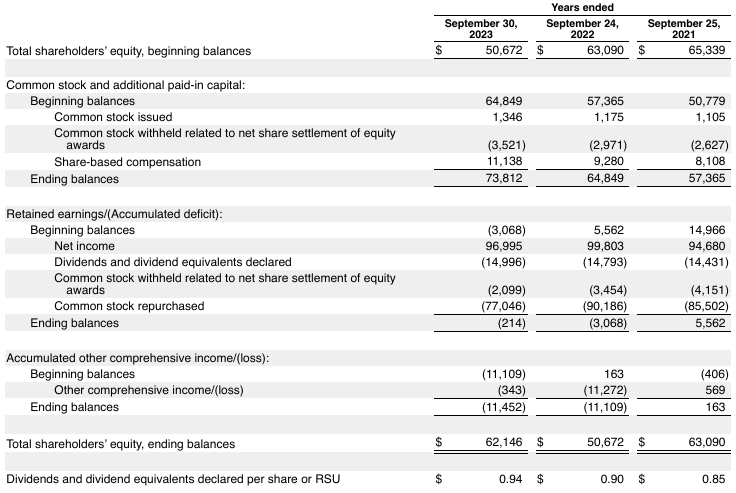 Years ended
September 30, 2023 September 24, 2022 September 25, 2021
Total shareholders’ equity, beginning balances $ 50,672 $ 63,090 $ 65,339
Common stock and additional paid-in capital:
Beginning balances 64,849 57,365 50,779
Common stock issued 1,346 1,175 1,105
Common stock withheld related to net share settlement of equity
awards (3,521) (2,971) (2,627)
Share-based compensation 11,138 9,280 8,108
Ending balances 73,812 64,849 57,365
Retained earnings/(Accumulated deficit):
Beginning balances (3,068) 5,562 14,966
Net income 96,995 99,803 94,680
Dividends and dividend equivalents declared (14,996) (14,793) (14,431)
Common stock withheld related to net share settlement of equity
awards (2,099) (3,454) (4,151)
Common stock repurchased (77,046) (90,186) (85,502)
Ending balances (214) (3,068) 5,562
Accumulated other comprehensive income/(loss):
Beginning balances (11,109) 163 (406)
Other comprehensive income/(loss) (343) (11,272) 569
Ending balances (11,452) (11,109) 163
Total shareholders’ equity, ending balances $ 62,146 $ 50,672 $ 63,090
Dividends and dividend equivalents declared per share or RSU $ 0.94 $ 0.90 $ 0.85